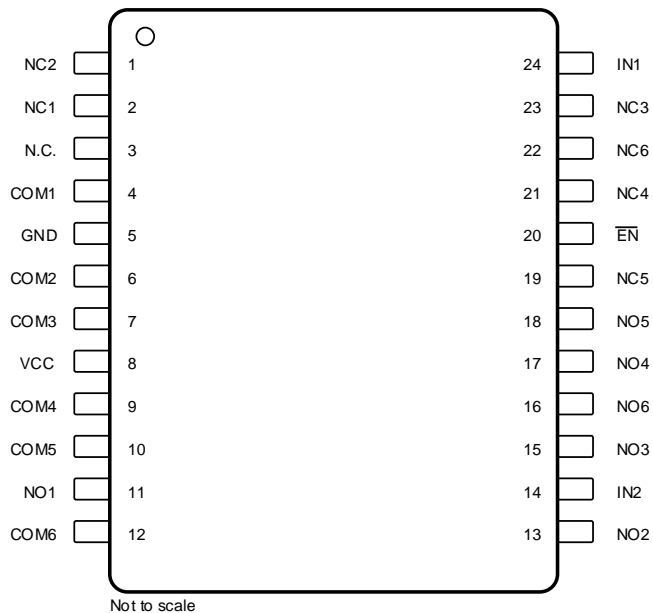 NC2 1 24 IN1
NC1 2 23 NC3
N.C. 3 22 NC6
COM1 4 21 NC4
GND 5 20 E̅N̅
COM2 6 19 NC5
COM3 7 18 NO5
VCC 8 17 NO4
COM4 9 16 NO6
COM5 10 15 NO3
NO1 11 14 IN2
COM6 12 13 NO2
Not to scale